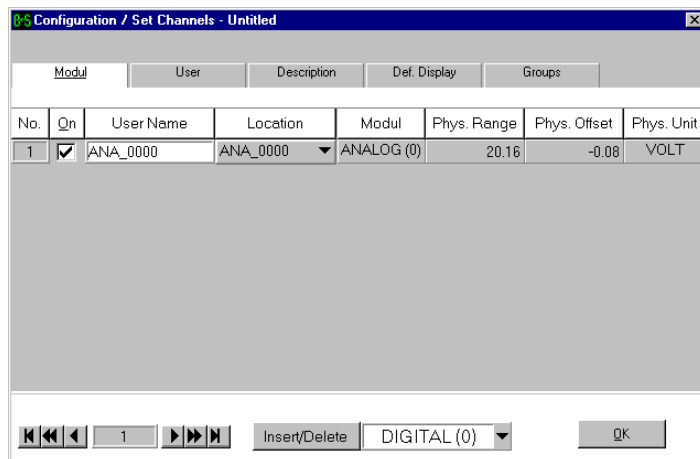 B&S Configuration / Set Channels - Untitled
Modul User Description Def. Display Groups
No. On User Name Location Modul Phys. Range Phys. Offset Phys. Unit
1 ANA_0000 ANA_0000 ANALOG (0) 20.16 -0.08 VOLT
1 Insert/Delete DIGITAL (0) OK